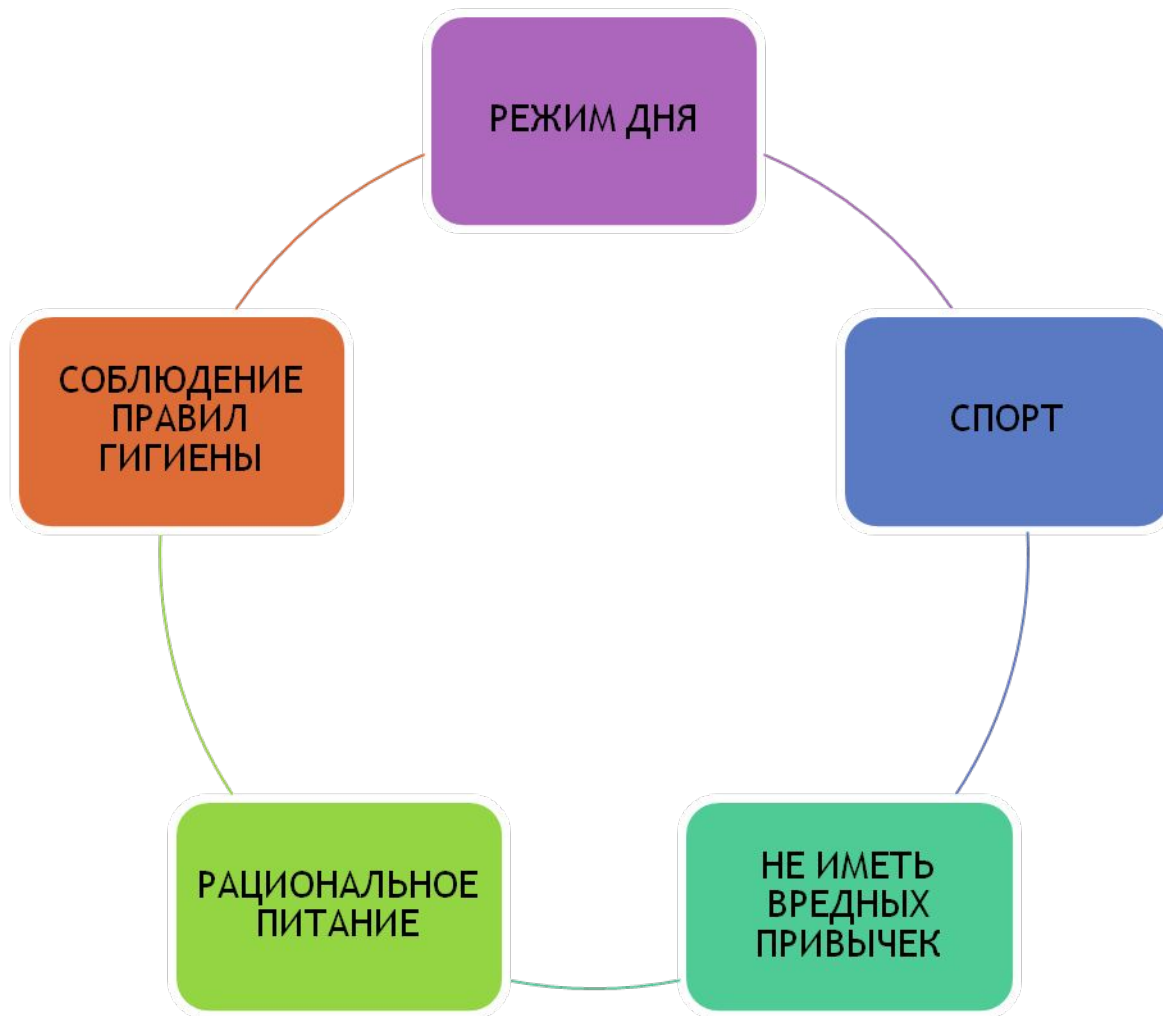 РЕЖИМ ДНЯ
СПОРТ
НЕ ИМЕТЬ
ВРЕДНЫХ
ПРИВЫЧЕК
РАЦИОНАЛЬНОЕ
ПИТАНИЕ
СОБЛЮДЕНИЕ
ПРАВИЛ
ГИГИЕНЫ